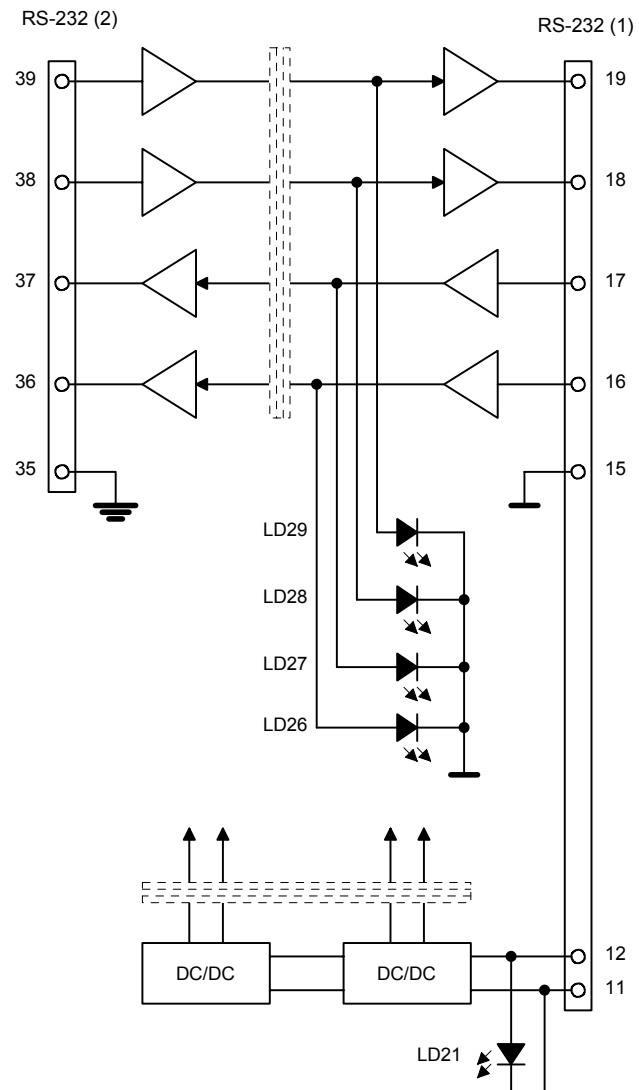 RS-232 (2)
RS-232 (1)
39
19
38
18
37
17
36
16
35
15
LD29
LD28
LD27
LD26
DC/DC
DC/DC
12
11
LD21